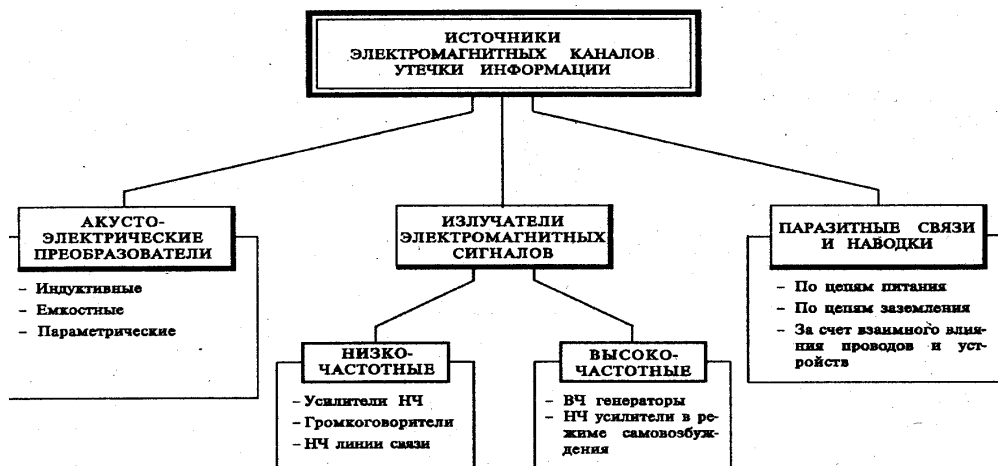 ИСТОЧНИКИ
ЭЛЕКТРОМАГНИТНЫХ КАНАЛОВ
УТЕЧКИ ИНФОРМАЦИИ
АКУСТО-
ЭЛЕКТРИЧЕСКИЕ
ПРЕОБРАЗОВАТЕЛИ
– Индуктивные
– Емкостные
– Параметрические
ИЗЛУЧАТЕЛИ
ЭЛЕКТРОМАГНИТНЫХ
СИГНАЛОВ
НИЗКО-
ЧАСТОТНЫЕ
– Усилители НЧ
– Громкоговорители
– НЧ линии связи
ВЫСОКО-
ЧАСТОТНЫЕ
– ВЧ генераторы
– НЧ усилители в ре-
жиме самовозбуж-
дения
ПАРАЗИТНЫЕ СВЯЗИ
И НАВОДКИ
– По цепям питания
– По цепям заземления
– За счет взаимного влия-
ния проводов и уст-
ройств